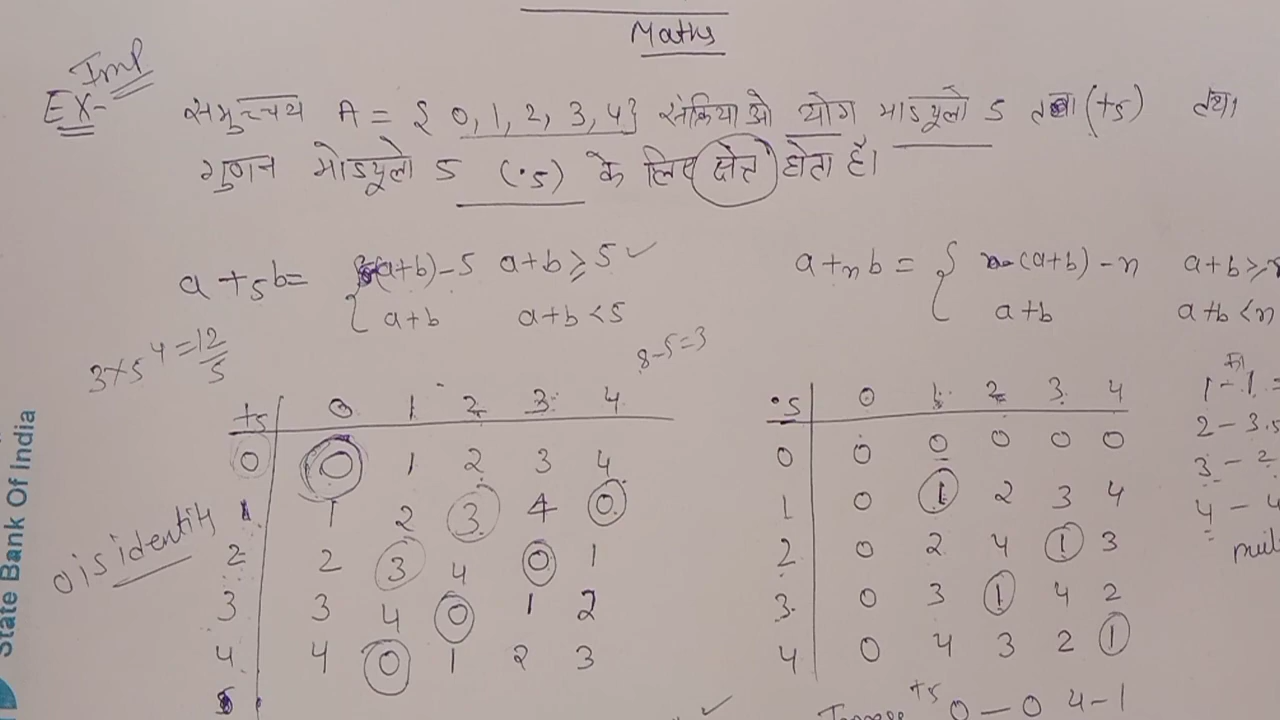 Maths
Imp
EX-
समुच्चय A = {0, 1, 2, 3, 4} संक्रियाओ योग माड्यूलो 5 (+5) तथा
गुणन मोड्यूलो 5 (·5) के लिए क्षेत्र होता है।
a +5 b = { (a+b) - 5 a+b ≥ 5 ✓
a+b a+b < 5
a +n b = { (a+b) - n a+b ≥ n
a+b a+b < n
3 × 5 4 = 12/5
8-5=3
+5 | 0 1 2 3 4
0 | 0 1 2 3 4
1 | 1 2 3 4 0
2 | 2 3 4 0 1
3 | 3 4 0 1 2
4 | 4 0 1 2 3
0 is identity
·5 | 0 1 2 3 4
0 | 0 0 0 0 0
1 | 0 1 2 3 4
2 | 0 2 4 1 3
3 | 0 3 1 4 2
4 | 0 4 3 2 1
1 - 1 =
2 - 3
3 - 2
4 - 4
+5 0 — 0 4 - 1
State Bank Of India